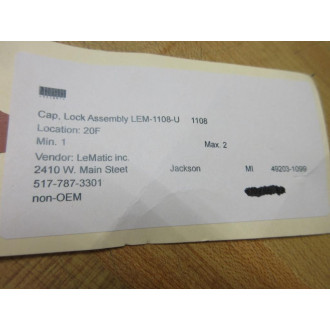 Cap, Lock Assembly LEM-1108-U 1108
Location: 20F
Min. 1 Max. 2
Vendor: LeMatic inc.
2410 W. Main Steet Jackson MI 49203-1099
517-787-3301
non-OEM